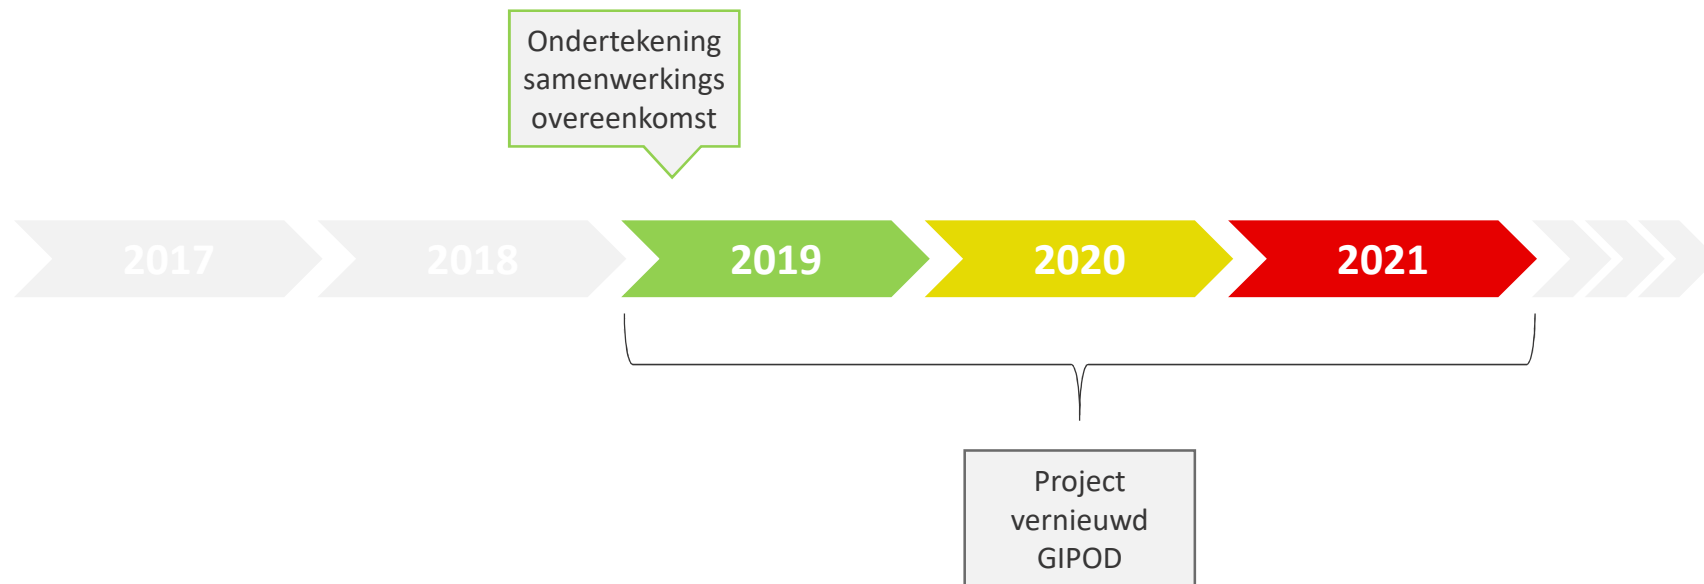 Ondertekening
samenwerkings
overeenkomst
2017
2018
2019
2020
2021
Project
vernieuwd
GIPOD